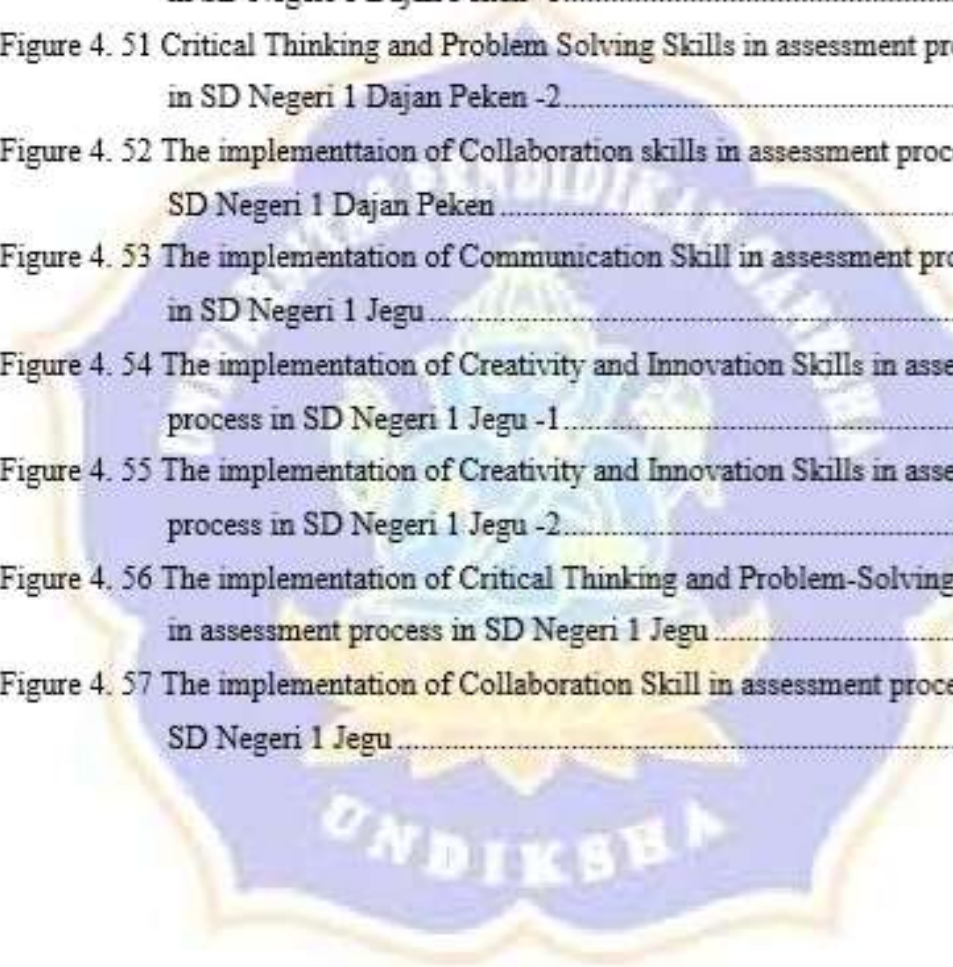 Figure 4. 51 Critical Thinking and Problem Solving Skills in assessment
in SD Negeri 1 Dajan Peken -2
Figure 4. 52 The implementtaion of Collaboration skills in assessment
SD Negeri 1 Dajan Peken
Figure 4. 53 The implementation of Communication Skill in assessment
in SD Negeri 1 Jegu
Figure 4. 54 The implementation of Creativity and Innovation Skills in
process in SD Negeri 1 Jegu -1
Figure 4. 55 The implementation of Creativity and Innovation Skills in
process in SD Negeri 1 Jegu -2
Figure 4. 56 The implementation of Critical Thinking and Problem-Solving
in assessment process in SD Negeri 1 Jegu
Figure 4. 57 The implementation of Collaboration Skill in assessment
SD Negeri 1 Jegu
UNIVERSITAS PENDIDIKAN GANESHA
UNDIKSHA